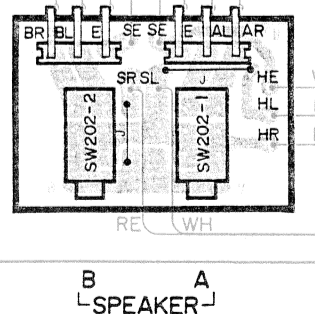 BR BL E SE SE E AL AR
SR SL J HE
HL
J HR
SW202-2 SW202-1
RE WH
B A
SPEAKER